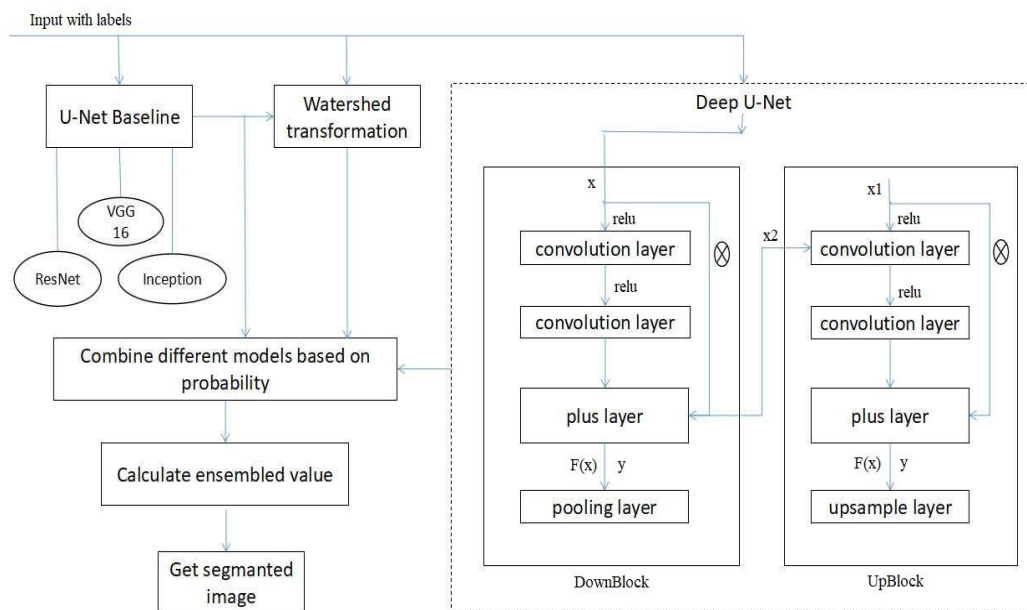 Input with labels
U-Net Baseline
Watershed
transformation
VGG
16
ResNet
Inception
Combine different models based on
probability
Calculate ensembled value
Get segmanted
image
Deep U-Net
x
relu
convolution layer
relu
convolution layer
plus layer
F(x) y
pooling layer
DownBlock
x2
x1
relu
convolution layer
relu
convolution layer
plus layer
F(x) y
upsample layer
UpBlock